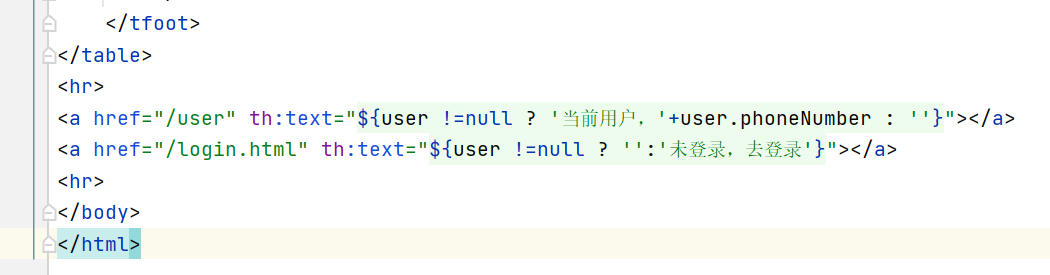 </tfoot>
</table>
<hr>
<a href="/user" th:text="${user !=null ? '当前用户，'+user.phoneNumber : ''}"></a>
<a href="/login.html" th:text="${user !=null ? '':'未登录，去登录'}"></a>
<hr>
</body>
</html>